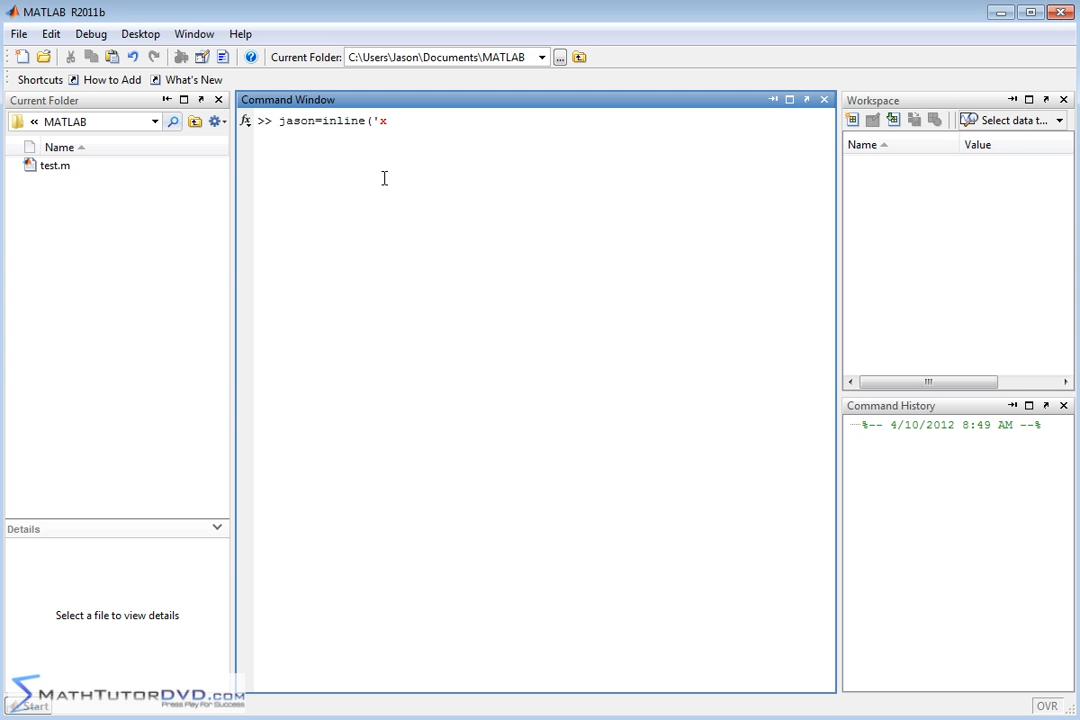 MATLAB R2011b
File Edit Debug Desktop Window Help
Current Folder: C:\Users\Jason\Documents\MATLAB ...
Shortcuts How to Add What's New
Current Folder
« MATLAB
Name
test.m
Details
Select a file to view details
MATHTUTORDVD.COM
Press Play For Success
Start
Command Window
fx >> jason=inline('x
Workspace
Select data t...
Name Value
Command History
%-- 4/10/2012 8:49 AM --%
OVR